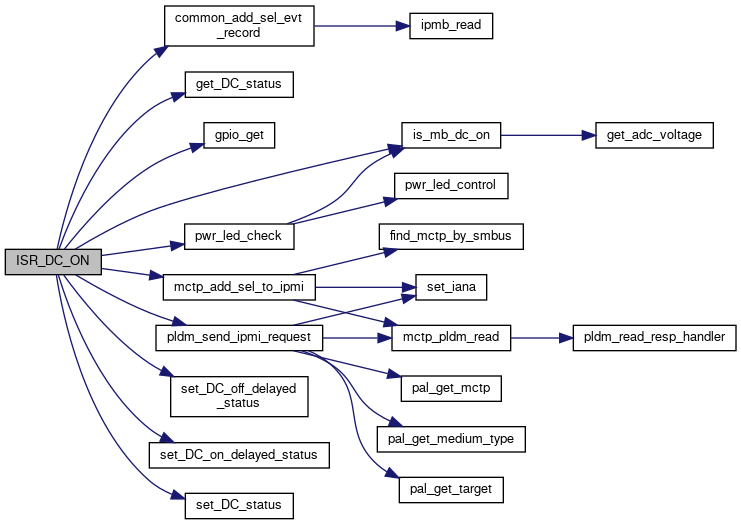 ISR_DC_ON
common_add_sel_evt
_record
get_DC_status
gpio_get
pwr_led_check
mctp_add_sel_to_ipmi
pldm_send_ipmi_request
set_DC_off_delayed
_status
set_DC_on_delayed_status
set_DC_status
ipmb_read
is_mb_dc_on
pwr_led_control
find_mctp_by_smbus
set_iana
mctp_pldm_read
pal_get_mctp
pal_get_medium_type
pal_get_target
get_adc_voltage
pldm_read_resp_handler